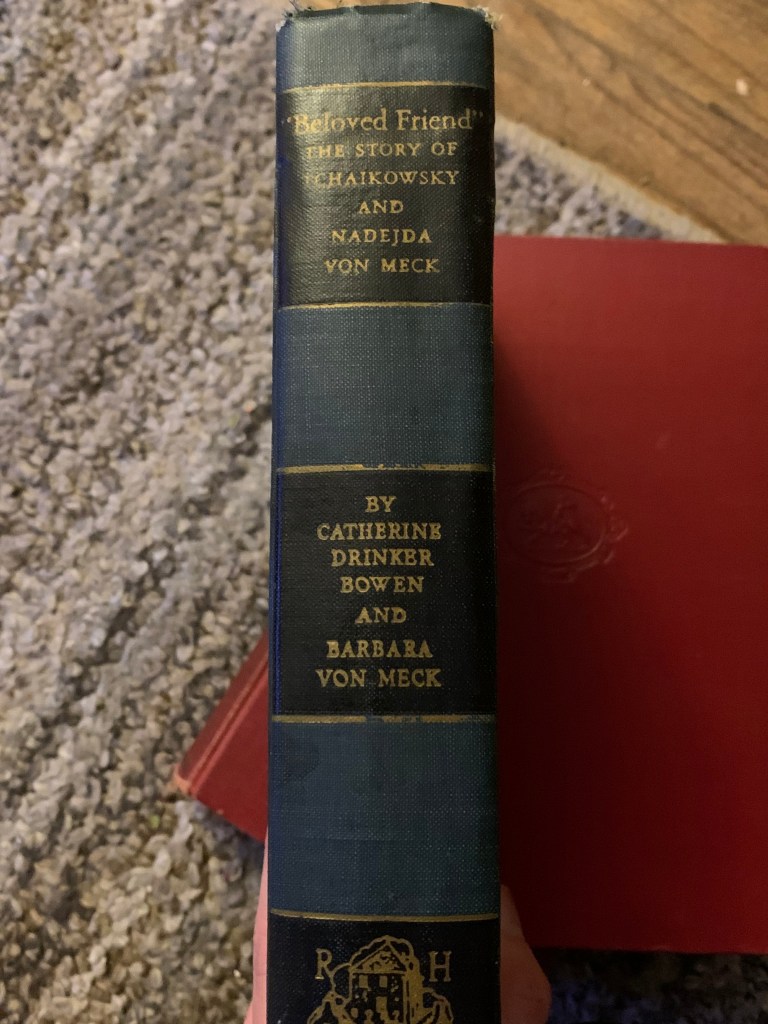 "Beloved Friend"
THE STORY OF
TCHAIKOWSKY
AND
NADEJDA
VON MECK
BY
CATHERINE
DRINKER
BOWEN
AND
BARBARA
VON MECK
R H